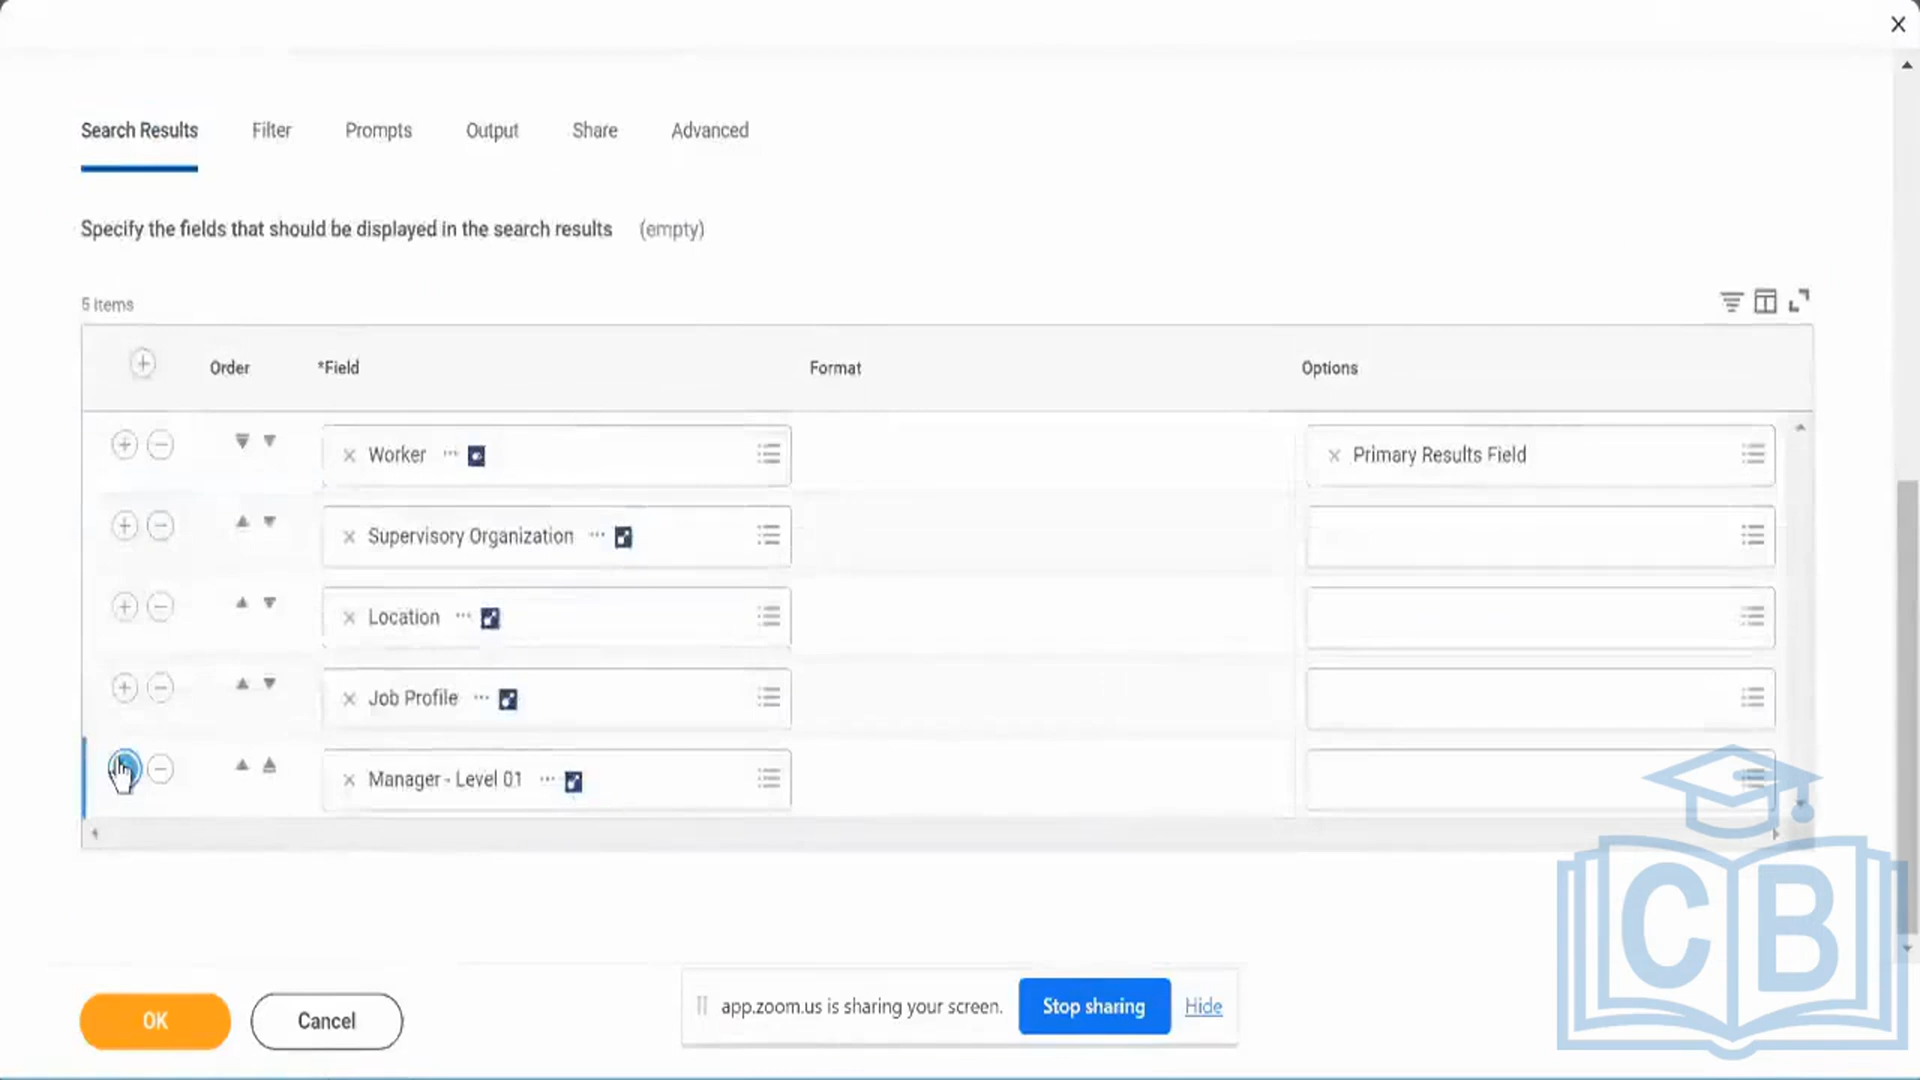 Search Results Filter Prompts Output Share Advanced
Specify the fields that should be displayed in the search results (empty)
5 items
Order *Field Format Options
Worker Primary Results Field
Supervisory Organization
Location
Job Profile
Manager - Level 01
OK Cancel app.zoom.us is sharing your screen. Stop sharing Hide
CB